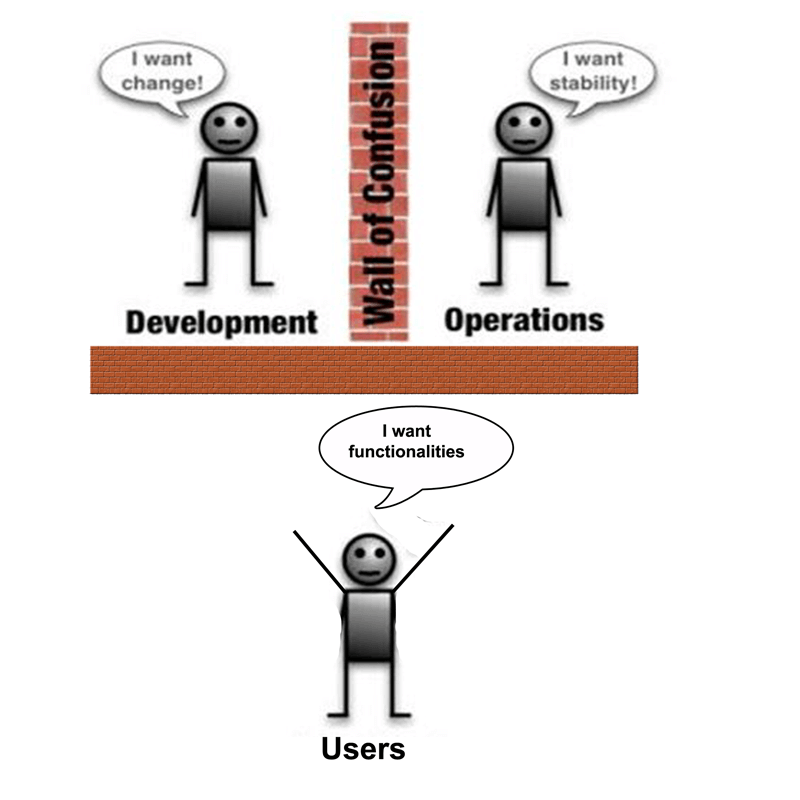 I want
change!
Wall of Confusion
I want
stability!
Development
Operations
I want
functionalities
Users